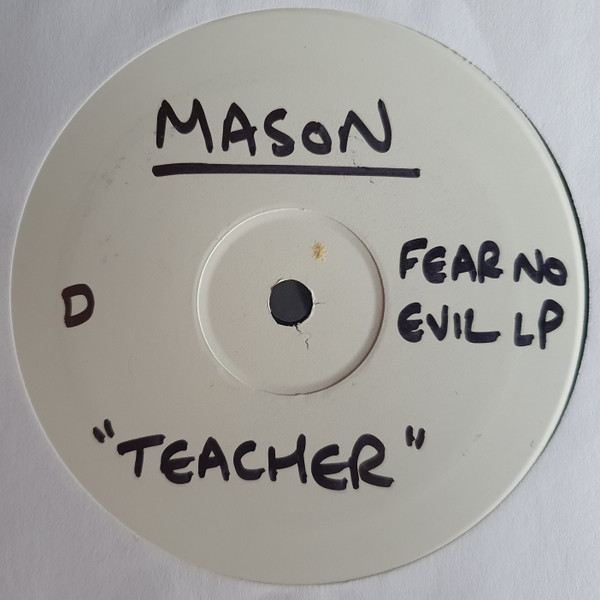 MASON
D
FEAR NO
EVIL LP
"TEACHER"